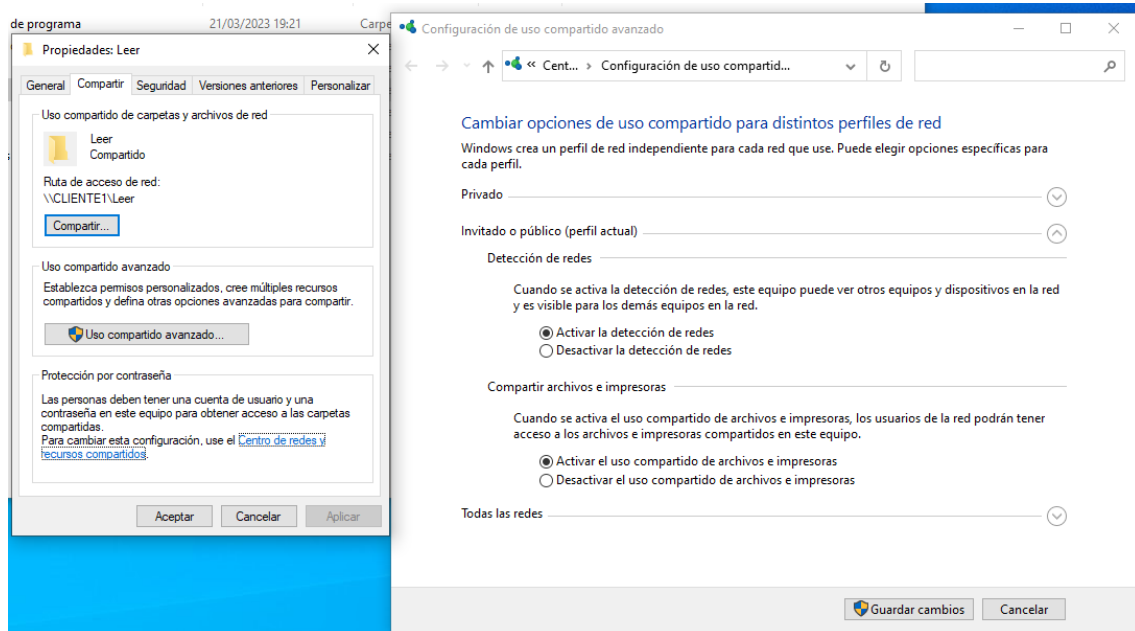 de programa 21/03/2023 19:21 Carpe
Propiedades: Leer
General Compartir Seguridad Versiones anteriores Personalizar
Uso compartido de carpetas y archivos de red
Leer
Compartido
Ruta de acceso de red:
\\CLIENTE1\Leer
Compartir...
Uso compartido avanzado
Establezca permisos personalizados, cree múltiples recursos
compartidos y defina otras opciones avanzadas para compartir.
Uso compartido avanzado...
Protección por contraseña
Las personas deben tener una cuenta de usuario y una
contraseña en este equipo para obtener acceso a las carpetas
compartidas.
Para cambiar esta configuración, use el Centro de redes y
recursos compartidos.
Aceptar Cancelar Aplicar
Configuración de uso compartido avanzado
« Cent... › Configuración de uso compartid...
Cambiar opciones de uso compartido para distintos perfiles de red
Windows crea un perfil de red independiente para cada red que use. Puede elegir opciones específicas para
cada perfil.
Privado
Invitado o público (perfil actual)
Detección de redes
Cuando se activa la detección de redes, este equipo puede ver otros equipos y dispositivos en la red
y es visible para los demás equipos en la red.
Activar la detección de redes
Desactivar la detección de redes
Compartir archivos e impresoras
Cuando se activa el uso compartido de archivos e impresoras, los usuarios de la red podrán tener
acceso a los archivos e impresoras compartidos en este equipo.
Activar el uso compartido de archivos e impresoras
Desactivar el uso compartido de archivos e impresoras
Todas las redes
Guardar cambios Cancelar